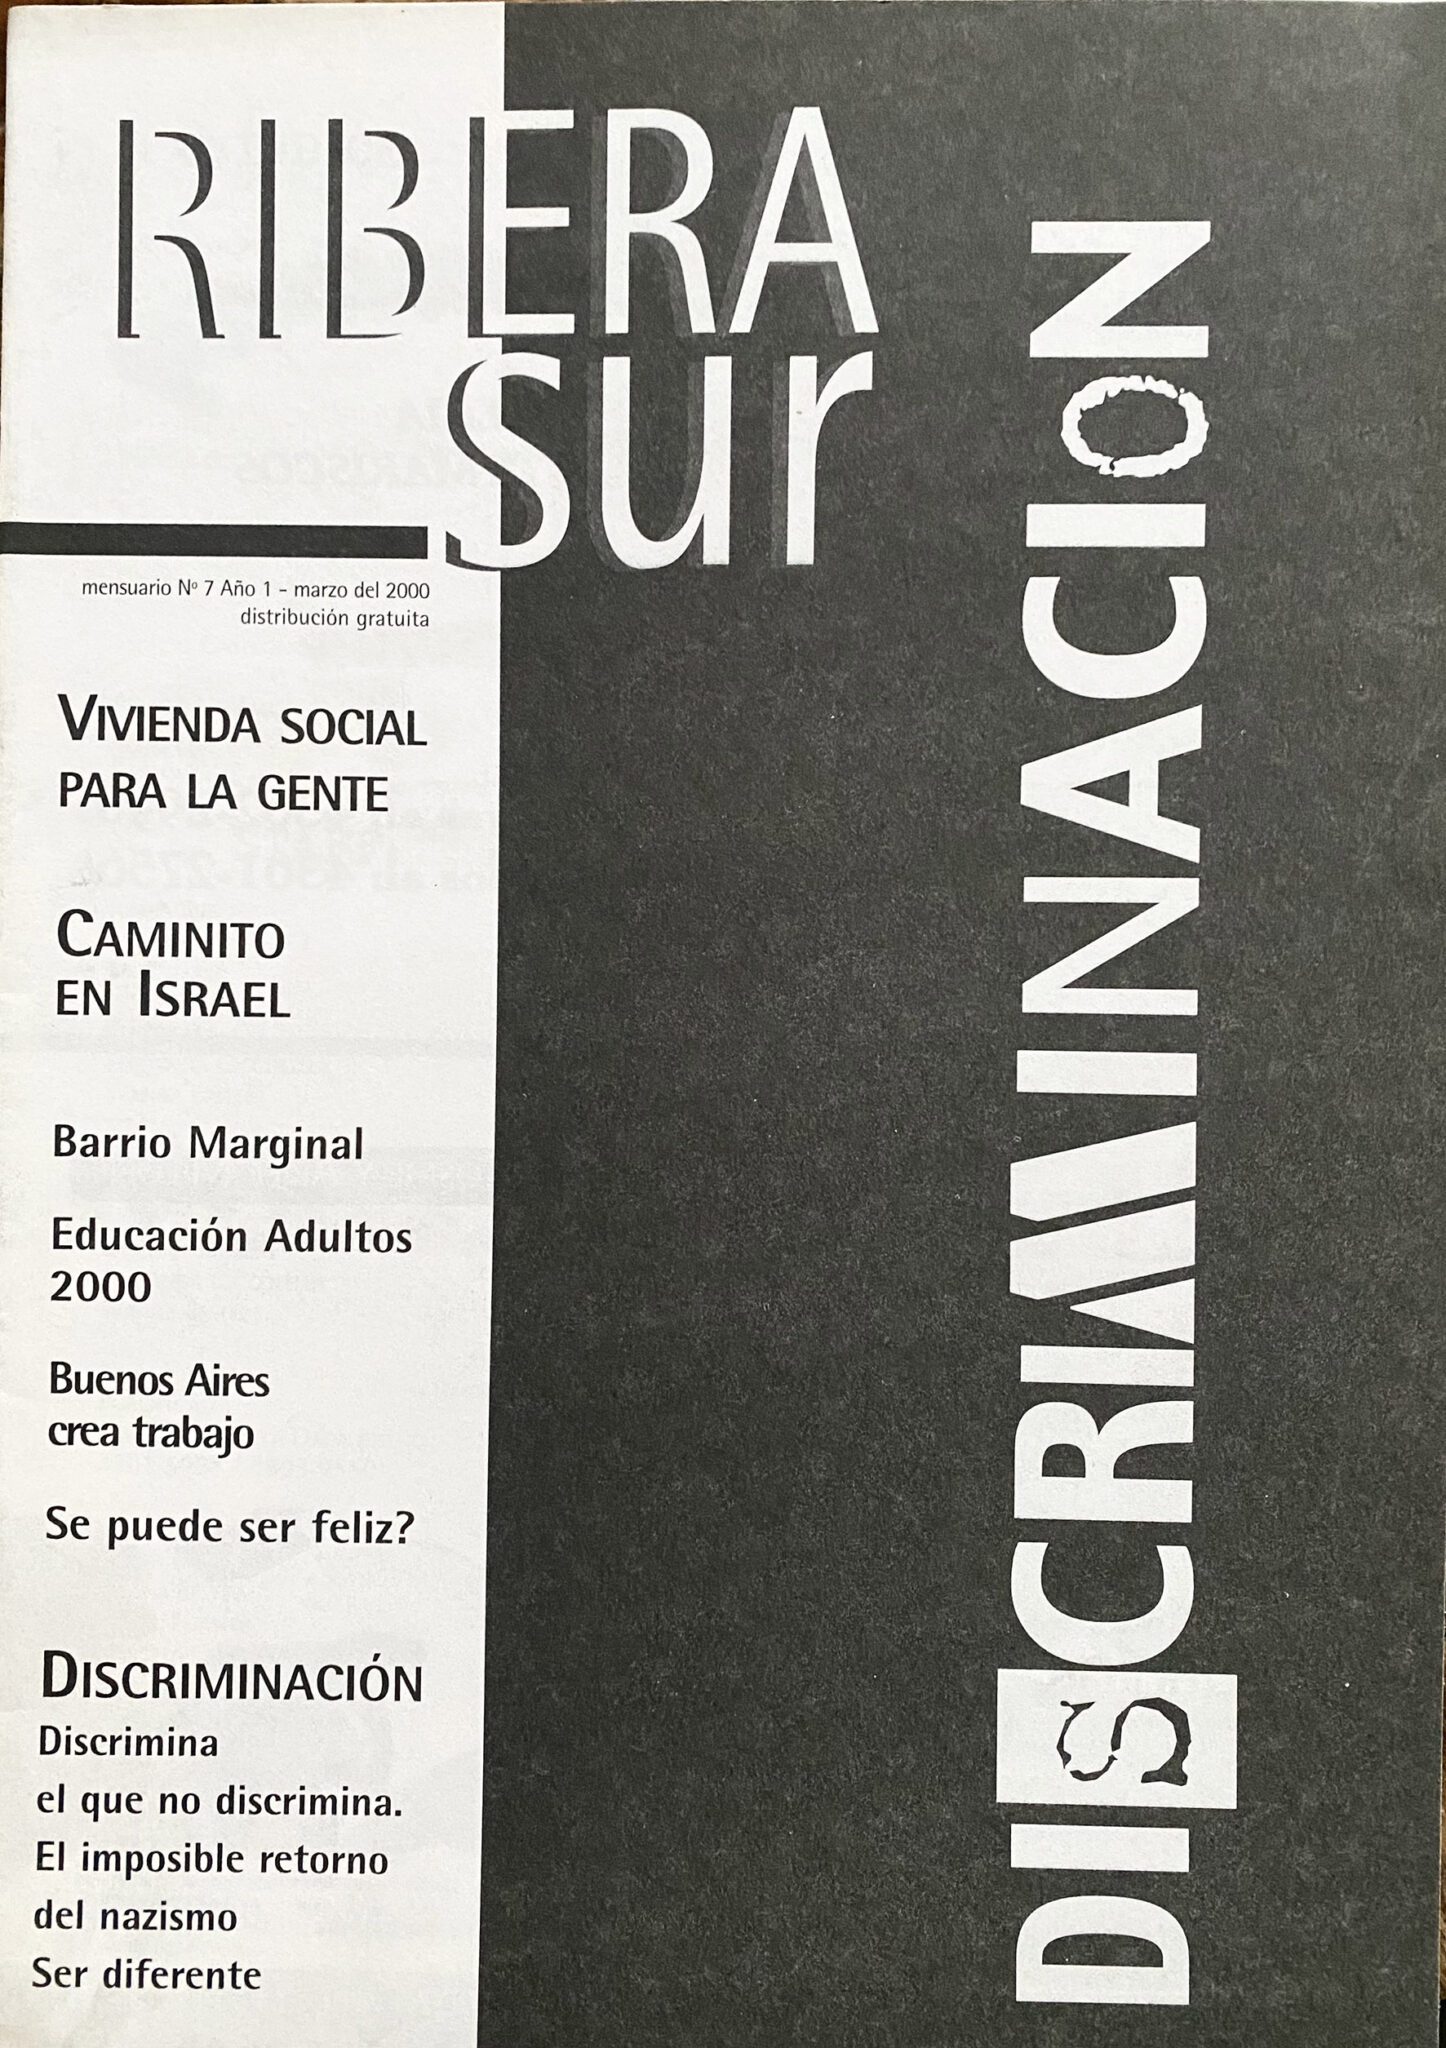 RIBERA
sur
mensuario Nº 7 Año 1 - marzo del 2000
distribución gratuita
VIVIENDA SOCIAL
PARA LA GENTE
CAMINITO
EN ISRAEL
Barrio Marginal
Educación Adultos
2000
Buenos Aires
crea trabajo
Se puede ser feliz?
DISCRIMINACIÓN
Discrimina
el que no discrimina.
El imposible retorno
del nazismo
Ser diferente
DISCRIMINACION